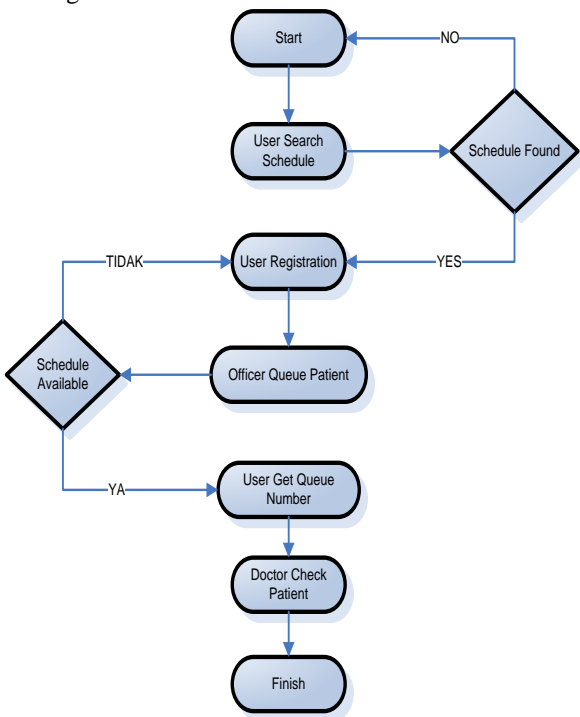 Start
NO
User Search
Schedule
Schedule Found
TIDAK
User Registration
YES
Schedule
Available
Officer Queue Patient
YA
User Get Queue
Number
Doctor Check
Patient
Finish